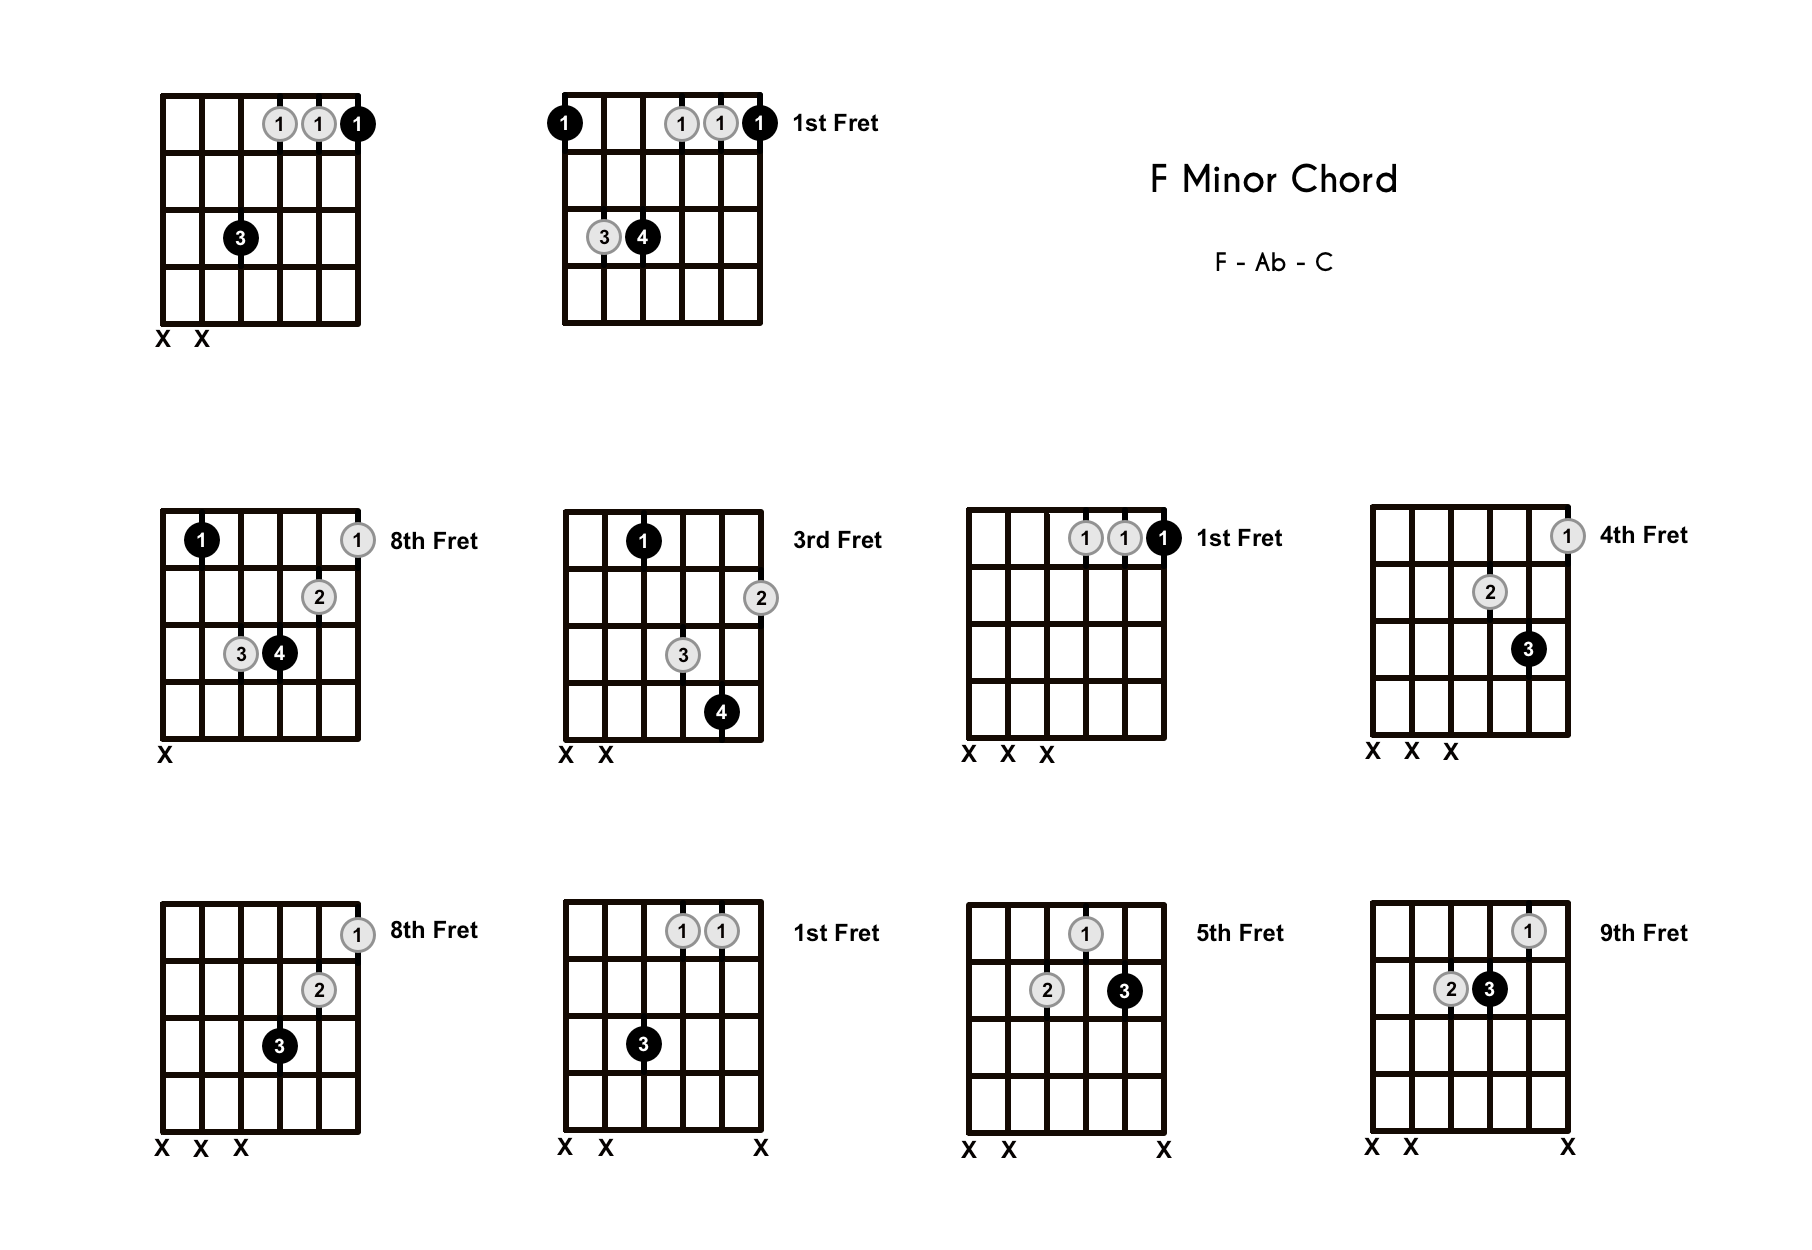 1 1 1
3
X X
1 1 1 1 1st Fret
3 4
F Minor Chord
F - Ab - C
1 1 8th Fret
2
3 4
X
1 3rd Fret
2
3
4
X X
1 1 1 1st Fret
X X X
1 4th Fret
2
3
X X X
1 8th Fret
2
3
X X X
1 1 1st Fret
3
X X X
1 5th Fret
2 3
X X X
1 9th Fret
2 3
X X X